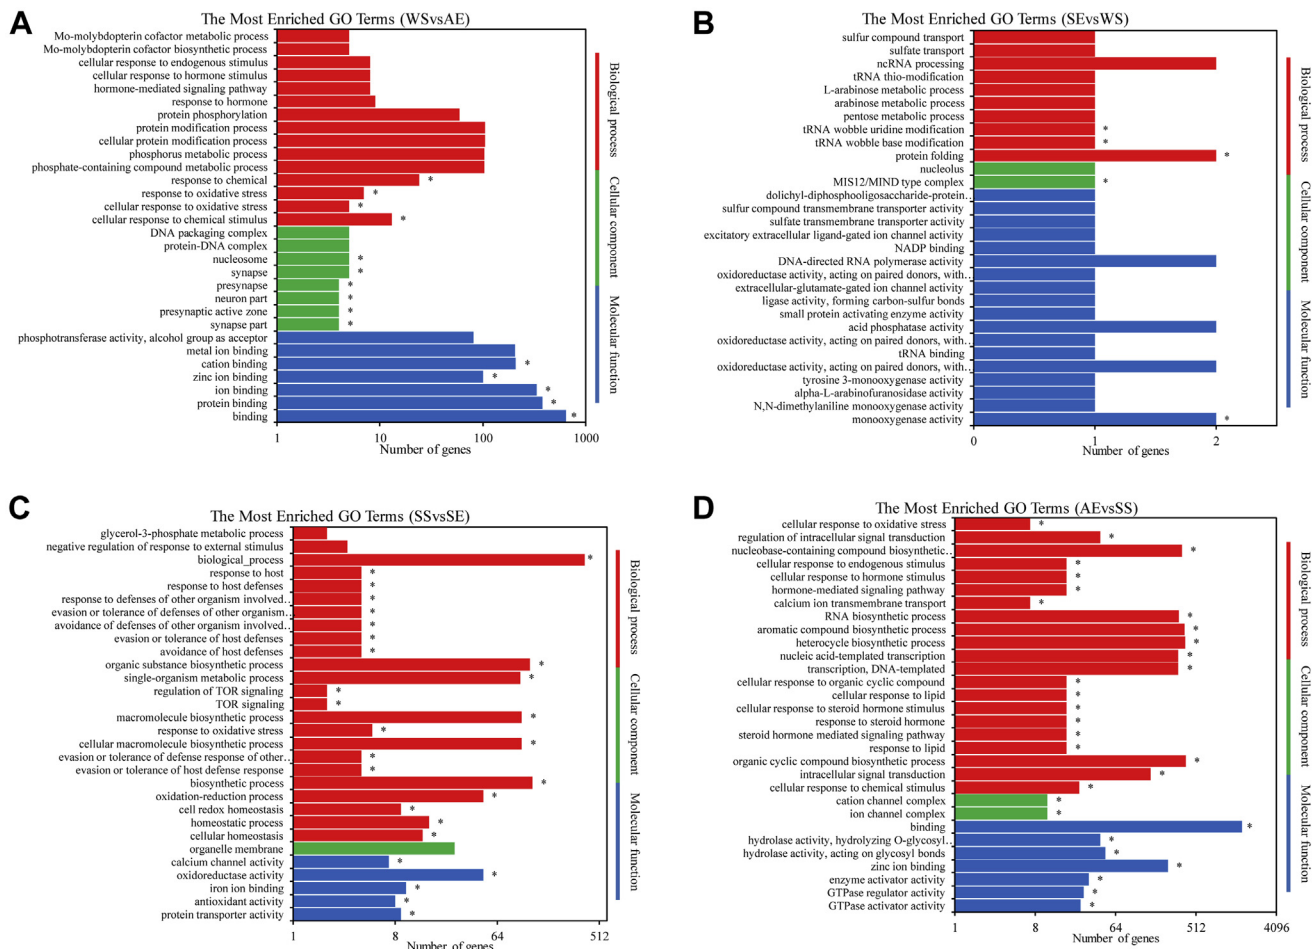 A
The Most Enriched GO Terms (WSvsAE)
Mo-molybdopterin cofactor metabolic process
Mo-molybdopterin cofactor biosynthetic process
cellular response to endogenous stimulus
cellular response to hormone stimulus
hormone-mediated signaling pathway
response to hormone
protein phosphorylation
protein modification process
cellular protein modification process
phosphorus metabolic process
phosphate-containing compound metabolic process
response to chemical *
response to oxidative stress *
cellular response to oxidative stress *
cellular response to chemical stimulus *
DNA packaging complex
protein-DNA complex
nucleosome *
synapse *
presynapse *
neuron part *
presynaptic active zone *
synapse part *
phosphotransferase activity, alcohol group as acceptor
metal ion binding
cation binding *
zinc ion binding *
ion binding *
protein binding *
binding *
1 10 100 1000
Number of genes
Biological process
Cellular component
Molecular function
B
The Most Enriched GO Terms (SEvsWS)
sulfur compound transport
sulfate transport
ncRNA processing
tRNA thio-modification
L-arabinose metabolic process
arabinose metabolic process
pentose metabolic process
tRNA wobble uridine modification *
tRNA wobble base modification *
protein folding *
nucleolus
MIS12/MIND type complex *
dolichyl-diphosphooligosaccharide-protein..
sulfur compound transmembrane transporter activity
sulfate transmembrane transporter activity
excitatory extracellular ligand-gated ion channel activity
NADP binding
DNA-directed RNA polymerase activity
oxidoreductase activity, acting on paired donors, with..
extracellular-glutamate-gated ion channel activity
ligase activity, forming carbon-sulfur bonds
small protein activating enzyme activity
acid phosphatase activity
oxidoreductase activity, acting on paired donors, with..
tRNA binding
oxidoreductase activity, acting on paired donors, with..
tyrosine 3-monooxygenase activity
alpha-L-arabinofuranosidase activity
N,N-dimethylaniline monooxygenase activity
monooxygenase activity *
0 1 2
Number of genes
Biological process
Cellular component
Molecular function
C
The Most Enriched GO Terms (SSvsSE)
glycerol-3-phosphate metabolic process
negative regulation of response to external stimulus
biological_process *
response to host *
response to host defenses *
response to defenses of other organism involved.. *
evasion or tolerance of defenses of other organism.. *
avoidance of defenses of other organism involved.. *
evasion or tolerance of host defenses *
avoidance of host defenses *
organic substance biosynthetic process *
single-organism metabolic process *
regulation of TOR signaling *
TOR signaling *
macromolecule biosynthetic process *
response to oxidative stress *
cellular macromolecule biosynthetic process *
evasion or tolerance of defense response of other.. *
evasion or tolerance of host defense response *
biosynthetic process *
oxidation-reduction process *
cell redox homeostasis *
homeostatic process *
cellular homeostasis *
organelle membrane
calcium channel activity *
oxidoreductase activity *
iron ion binding *
antioxidant activity *
protein transporter activity *
1 8 64 512
Number of genes
Biological process
Cellular component
Molecular function
D
The Most Enriched GO Terms (AEvsSS)
cellular response to oxidative stress *
regulation of intracellular signal transduction *
nucleobase-containing compound biosynthetic.. *
cellular response to endogenous stimulus *
cellular response to hormone stimulus *
hormone-mediated signaling pathway *
calcium ion transmembrane transport *
RNA biosynthetic process *
aromatic compound biosynthetic process *
heterocycle biosynthetic process *
nucleic acid-templated transcription *
transcription, DNA-templated *
cellular response to organic cyclic compound *
cellular response to lipid *
cellular response to steroid hormone stimulus *
response to steroid hormone *
steroid hormone mediated signaling pathway *
response to lipid *
organic cyclic compound biosynthetic process *
intracellular signal transduction *
cellular response to chemical stimulus *
cation channel complex *
ion channel complex *
binding *
hydrolase activity, hydrolyzing O-glycosyl.. *
hydrolase activity, acting on glycosyl bonds *
zinc ion binding *
enzyme activator activity *
GTPase regulator activity *
GTPase activator activity *
1 8 64 512 4096
Number of genes
Biological process
Cellular component
Molecular function